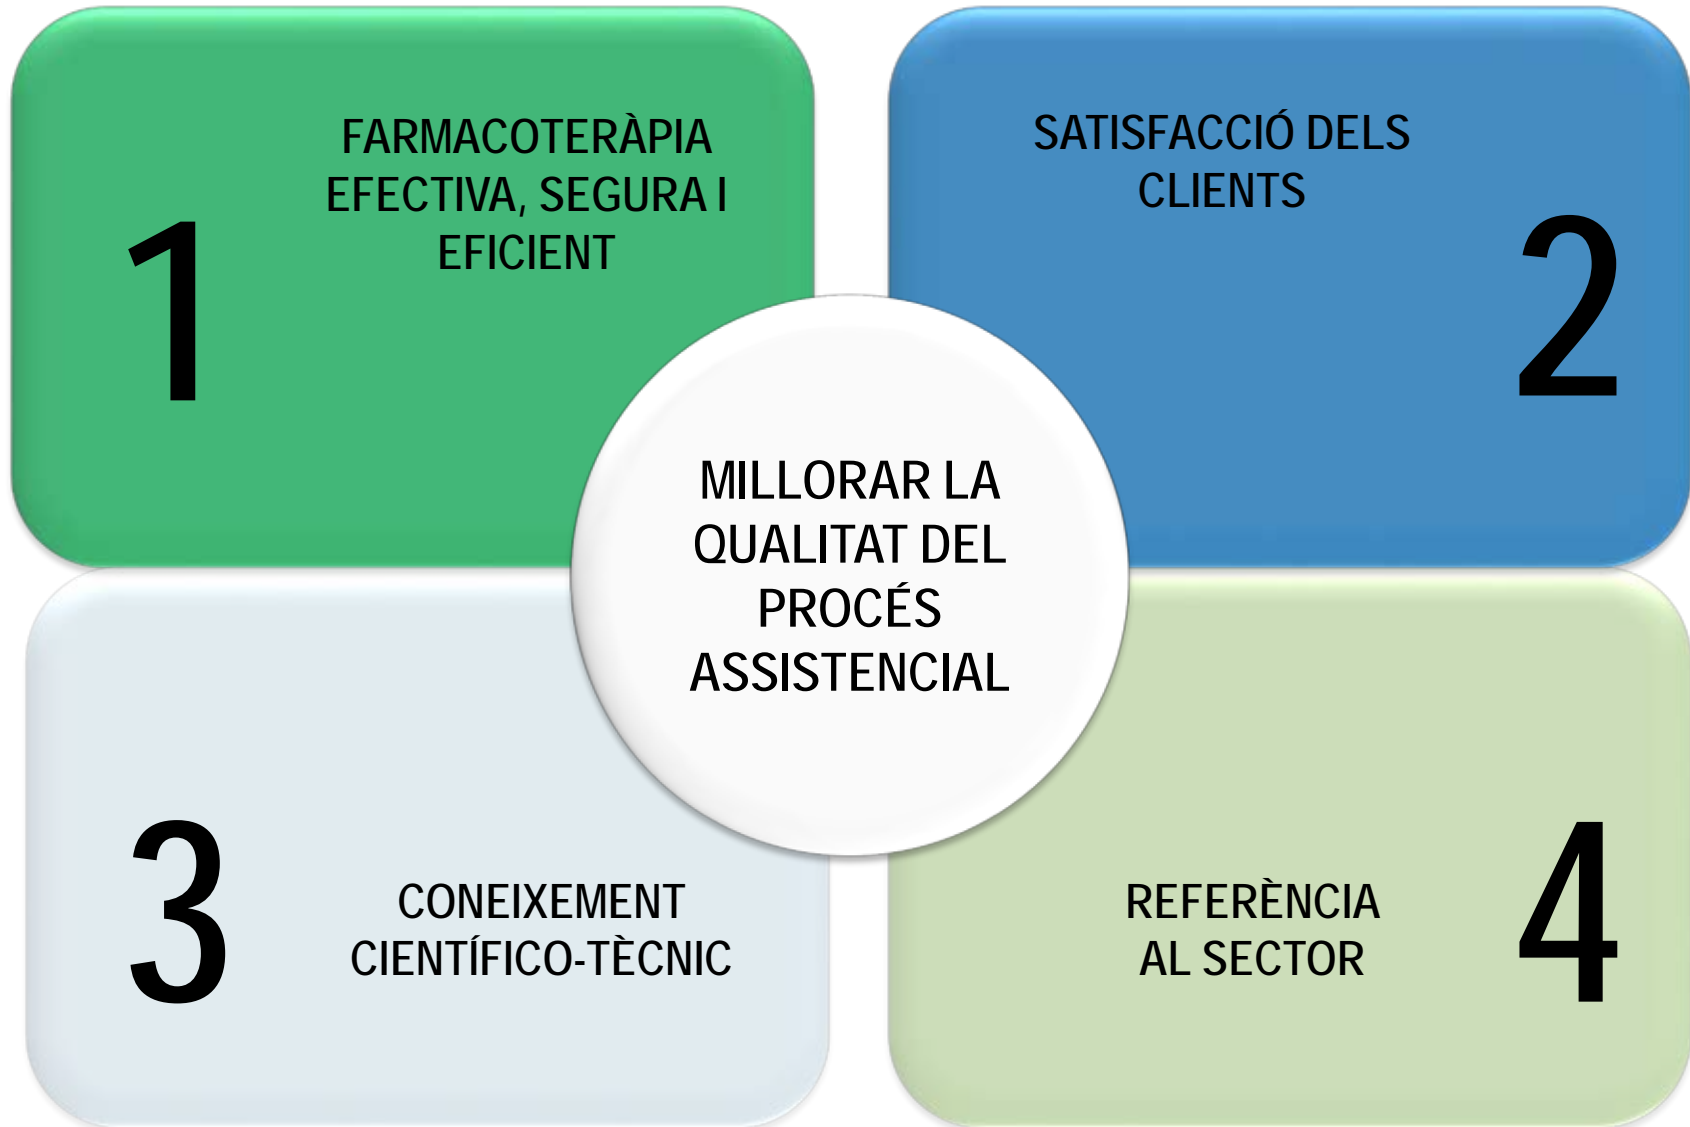 1
FARMACOTERÀPIA
EFECTIVA, SEGURA I
EFICIENT
SATISFACCIÓ DELS
CLIENTS
2
MILLORAR LA
QUALITAT DEL
PROCÉS
ASSISTENCIAL
3
CONEIXEMENT
CIENTÍFICO-TÈCNIC
REFERÈNCIA
AL SECTOR
4